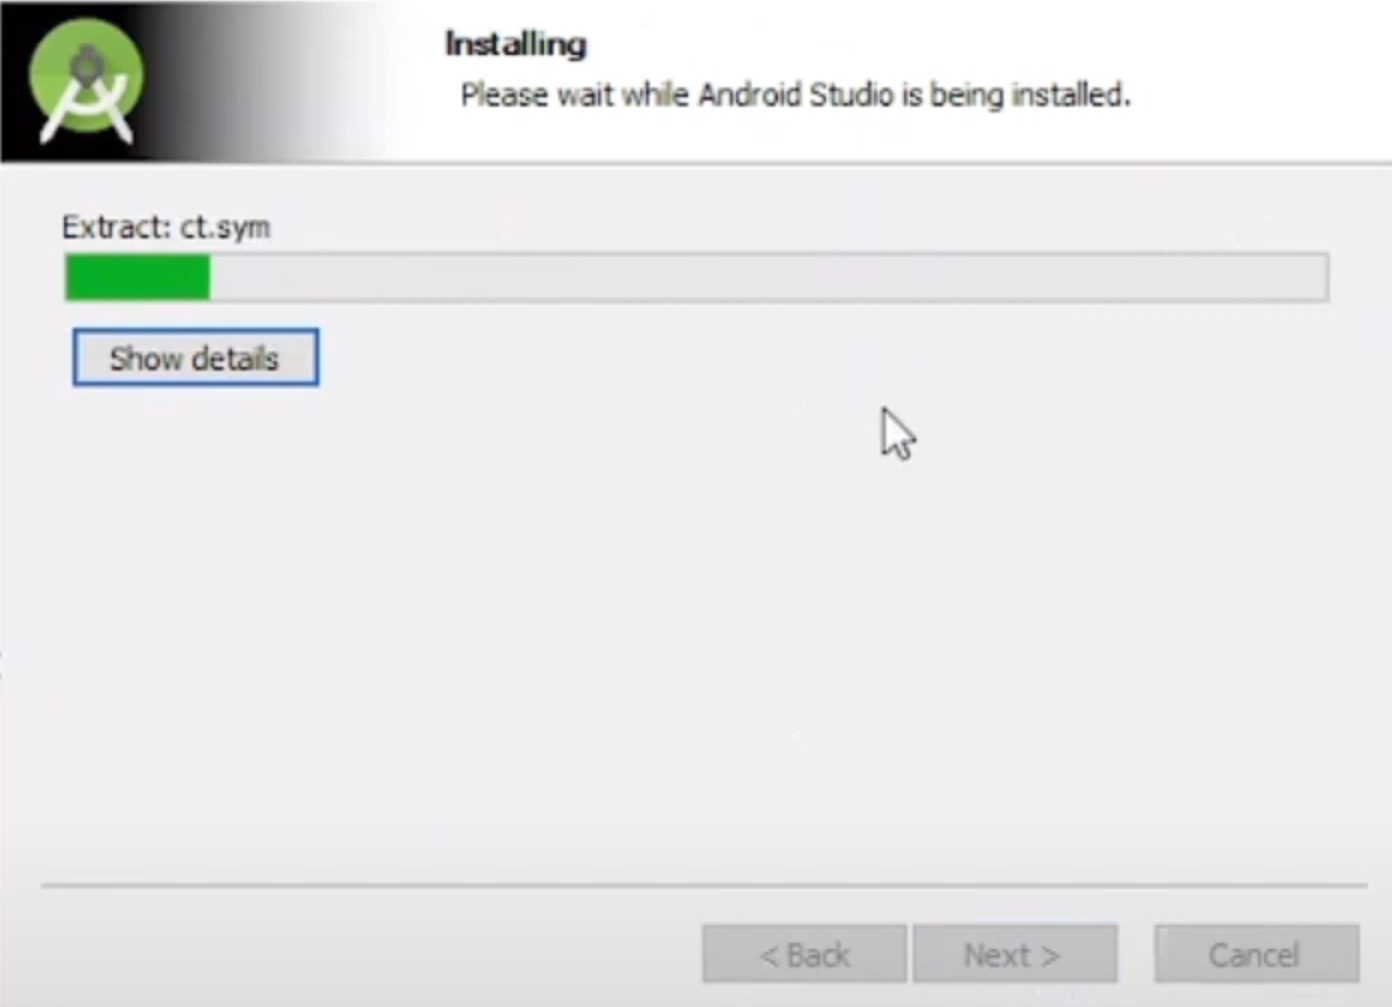 Installing
Please wait while Android Studio is being installed.
Extract: ct.sym
Show details
< Back
Next >
Cancel